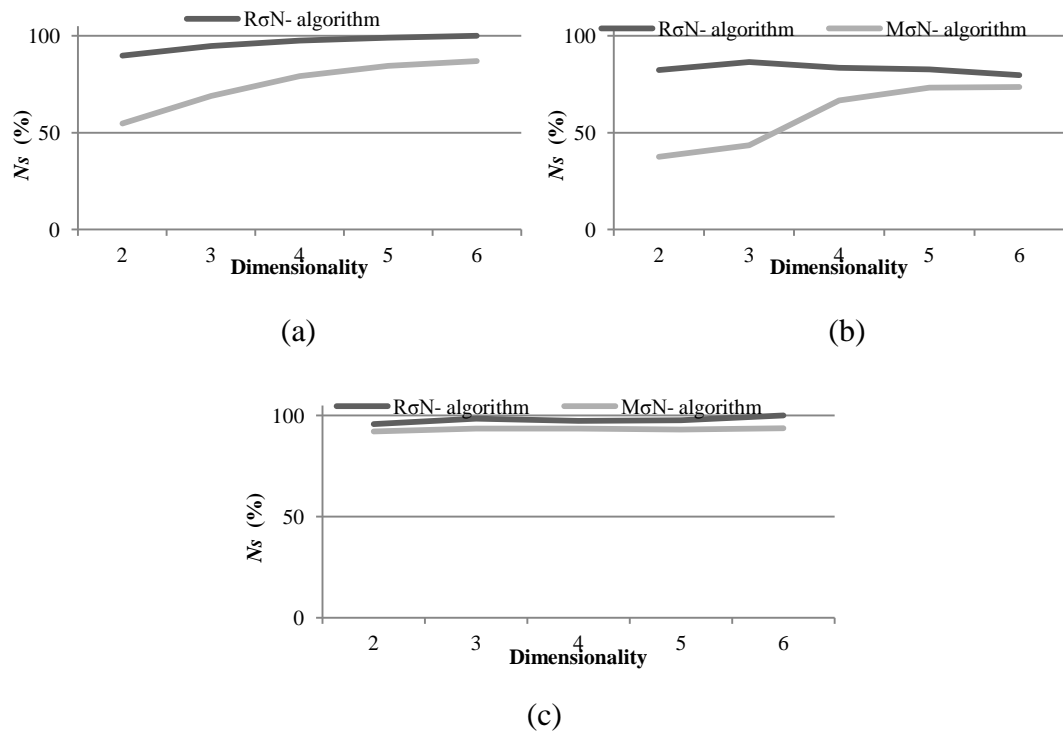 RσN- algorithm
100
50
0
Ns (%)
2 3 4 5 6
Dimensionality
(a)
RσN- algorithm MσN- algorithm
100
50
0
Ns (%)
2 3 4 5 6
Dimensionality
(b)
RσN- algorithm MσN- algorithm
100
50
0
Ns (%)
2 3 4 5 6
Dimensionality
(c)